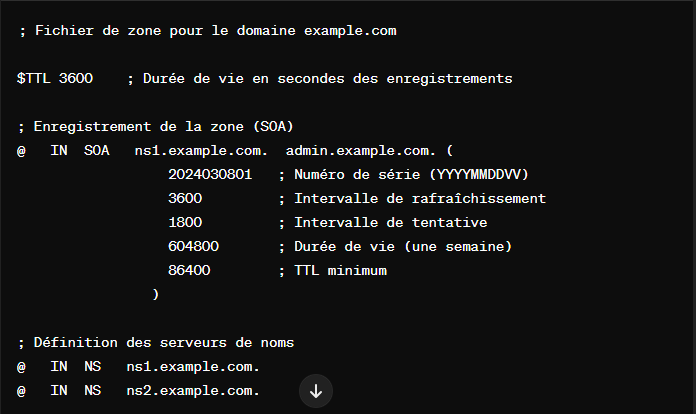 ; Fichier de zone pour le domaine example.com
$TTL 3600    ; Durée de vie en secondes des enregistrements
; Enregistrement de la zone (SOA)
@   IN  SOA   ns1.example.com.  admin.example.com. (
                  2024030801   ; Numéro de série (YYYYMMDDVV)
                  3600         ; Intervalle de rafraîchissement
                  1800         ; Intervalle de tentative
                  604800       ; Durée de vie (une semaine)
                  86400        ; TTL minimum
                )
; Définition des serveurs de noms
@   IN  NS   ns1.example.com.
@   IN  NS   ns2.example.com.